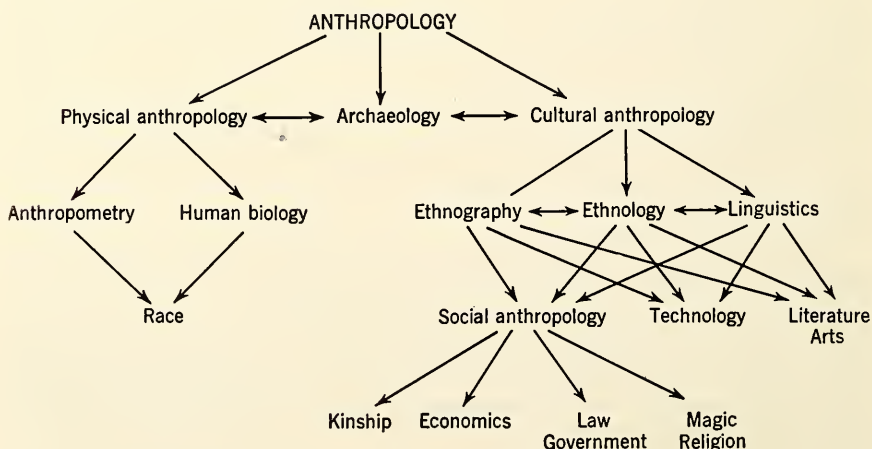 ANTHROPOLOGY
Physical anthropology Archaeology Cultural anthropology
Anthropometry Human biology Ethnography Ethnology Linguistics
Race Social anthropology Technology Literature
Arts
Kinship Economics Law Magic
Government Religion